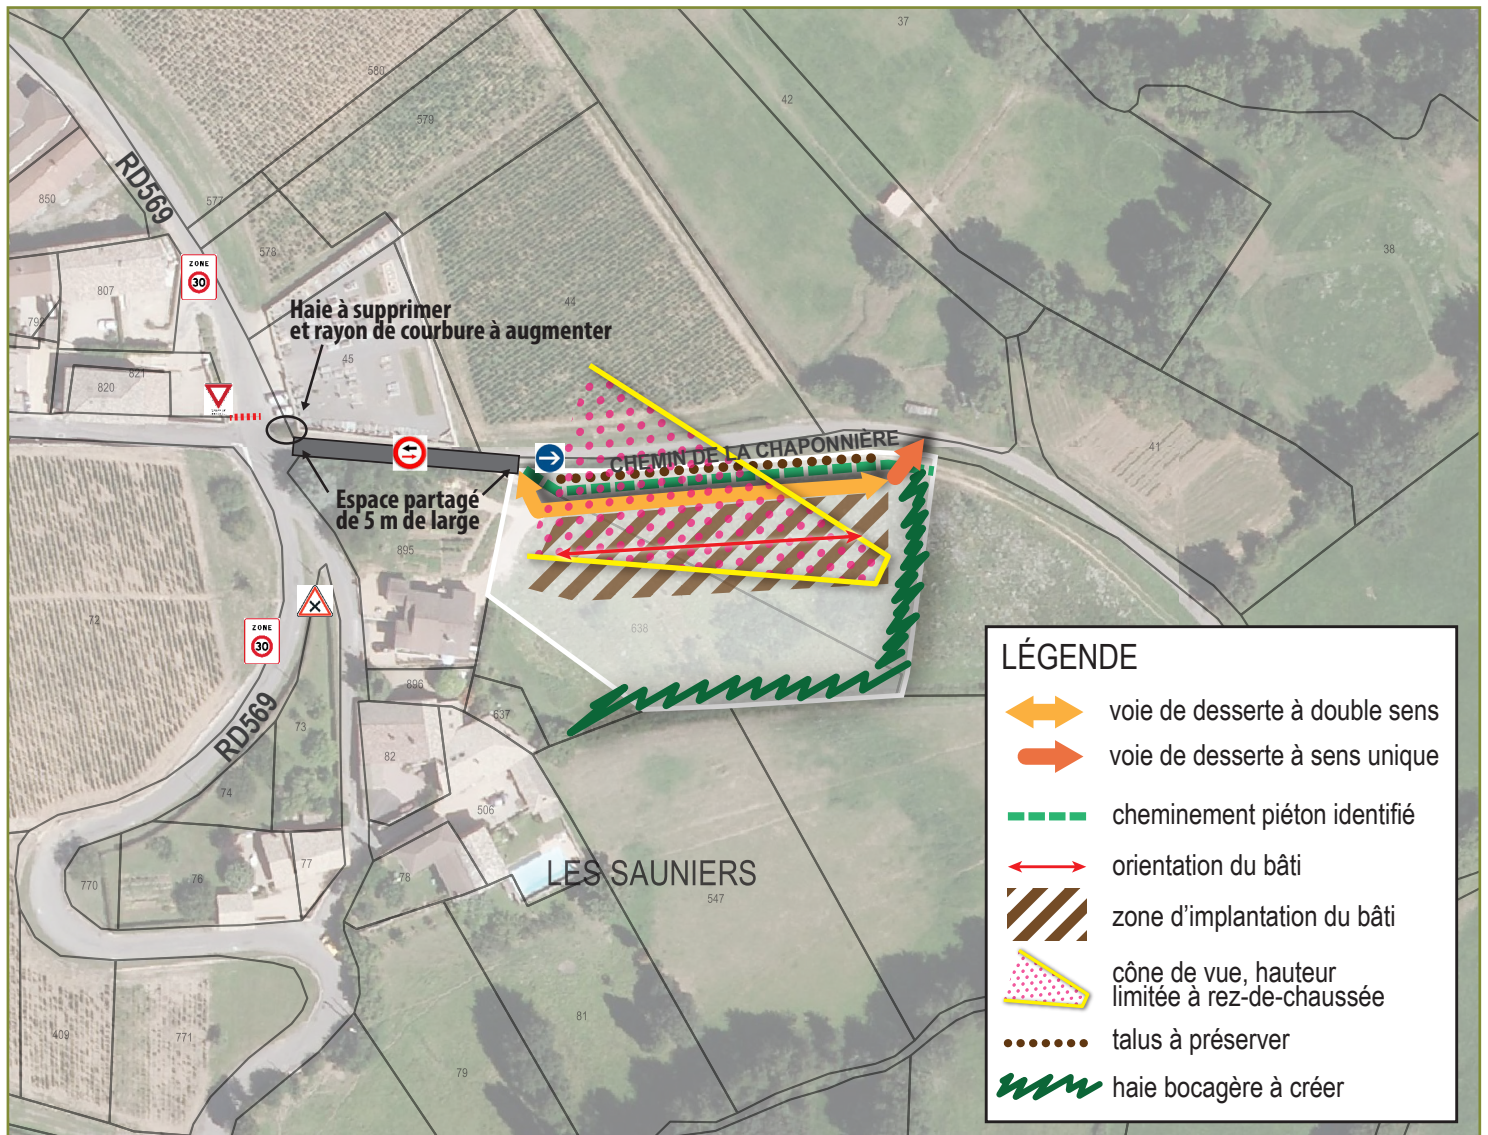 37
580
42
579
RD569
850
577
578
38
ZONE
30
807
44
792
Haie à supprimer
et rayon de courbure à augmenter
45
821
820
CHEMIN DE LA CHAPONNIÈRE
41
Espace partagé
de 5 m de large
895
72
ZONE
30
638
RD569
896
637
73
82
74
506
77
76
770
78
LES SAUNIERS
547
81
409
771
79
LÉGENDE
voie de desserte à double sens
voie de desserte à sens unique
cheminement piéton identifié
orientation du bâti
zone d'implantation du bâti
cône de vue, hauteur
limitée à rez-de-chaussée
talus à préserver
haie bocagère à créer